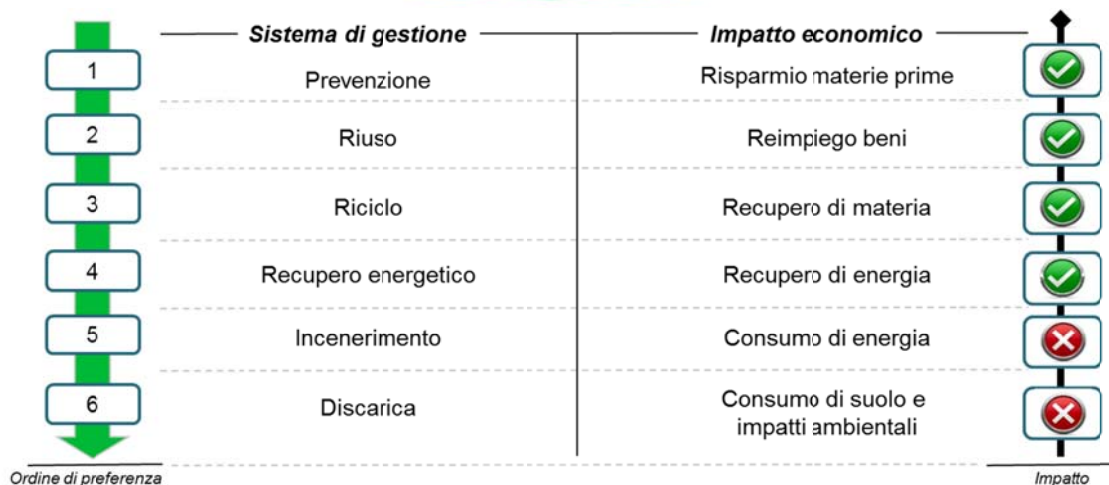 Sistema di gestione Impatto economico
1 Prevenzione Risparmio materie prime
2 Riuso Reimpiego beni
3 Riciclo Recupero di materia
4 Recupero energetico Recupero di energia
5 Incenerimento Consumo di energia
6 Discarica Consumo di suolo e
impatti ambientali
Ordine di preferenza Impatto